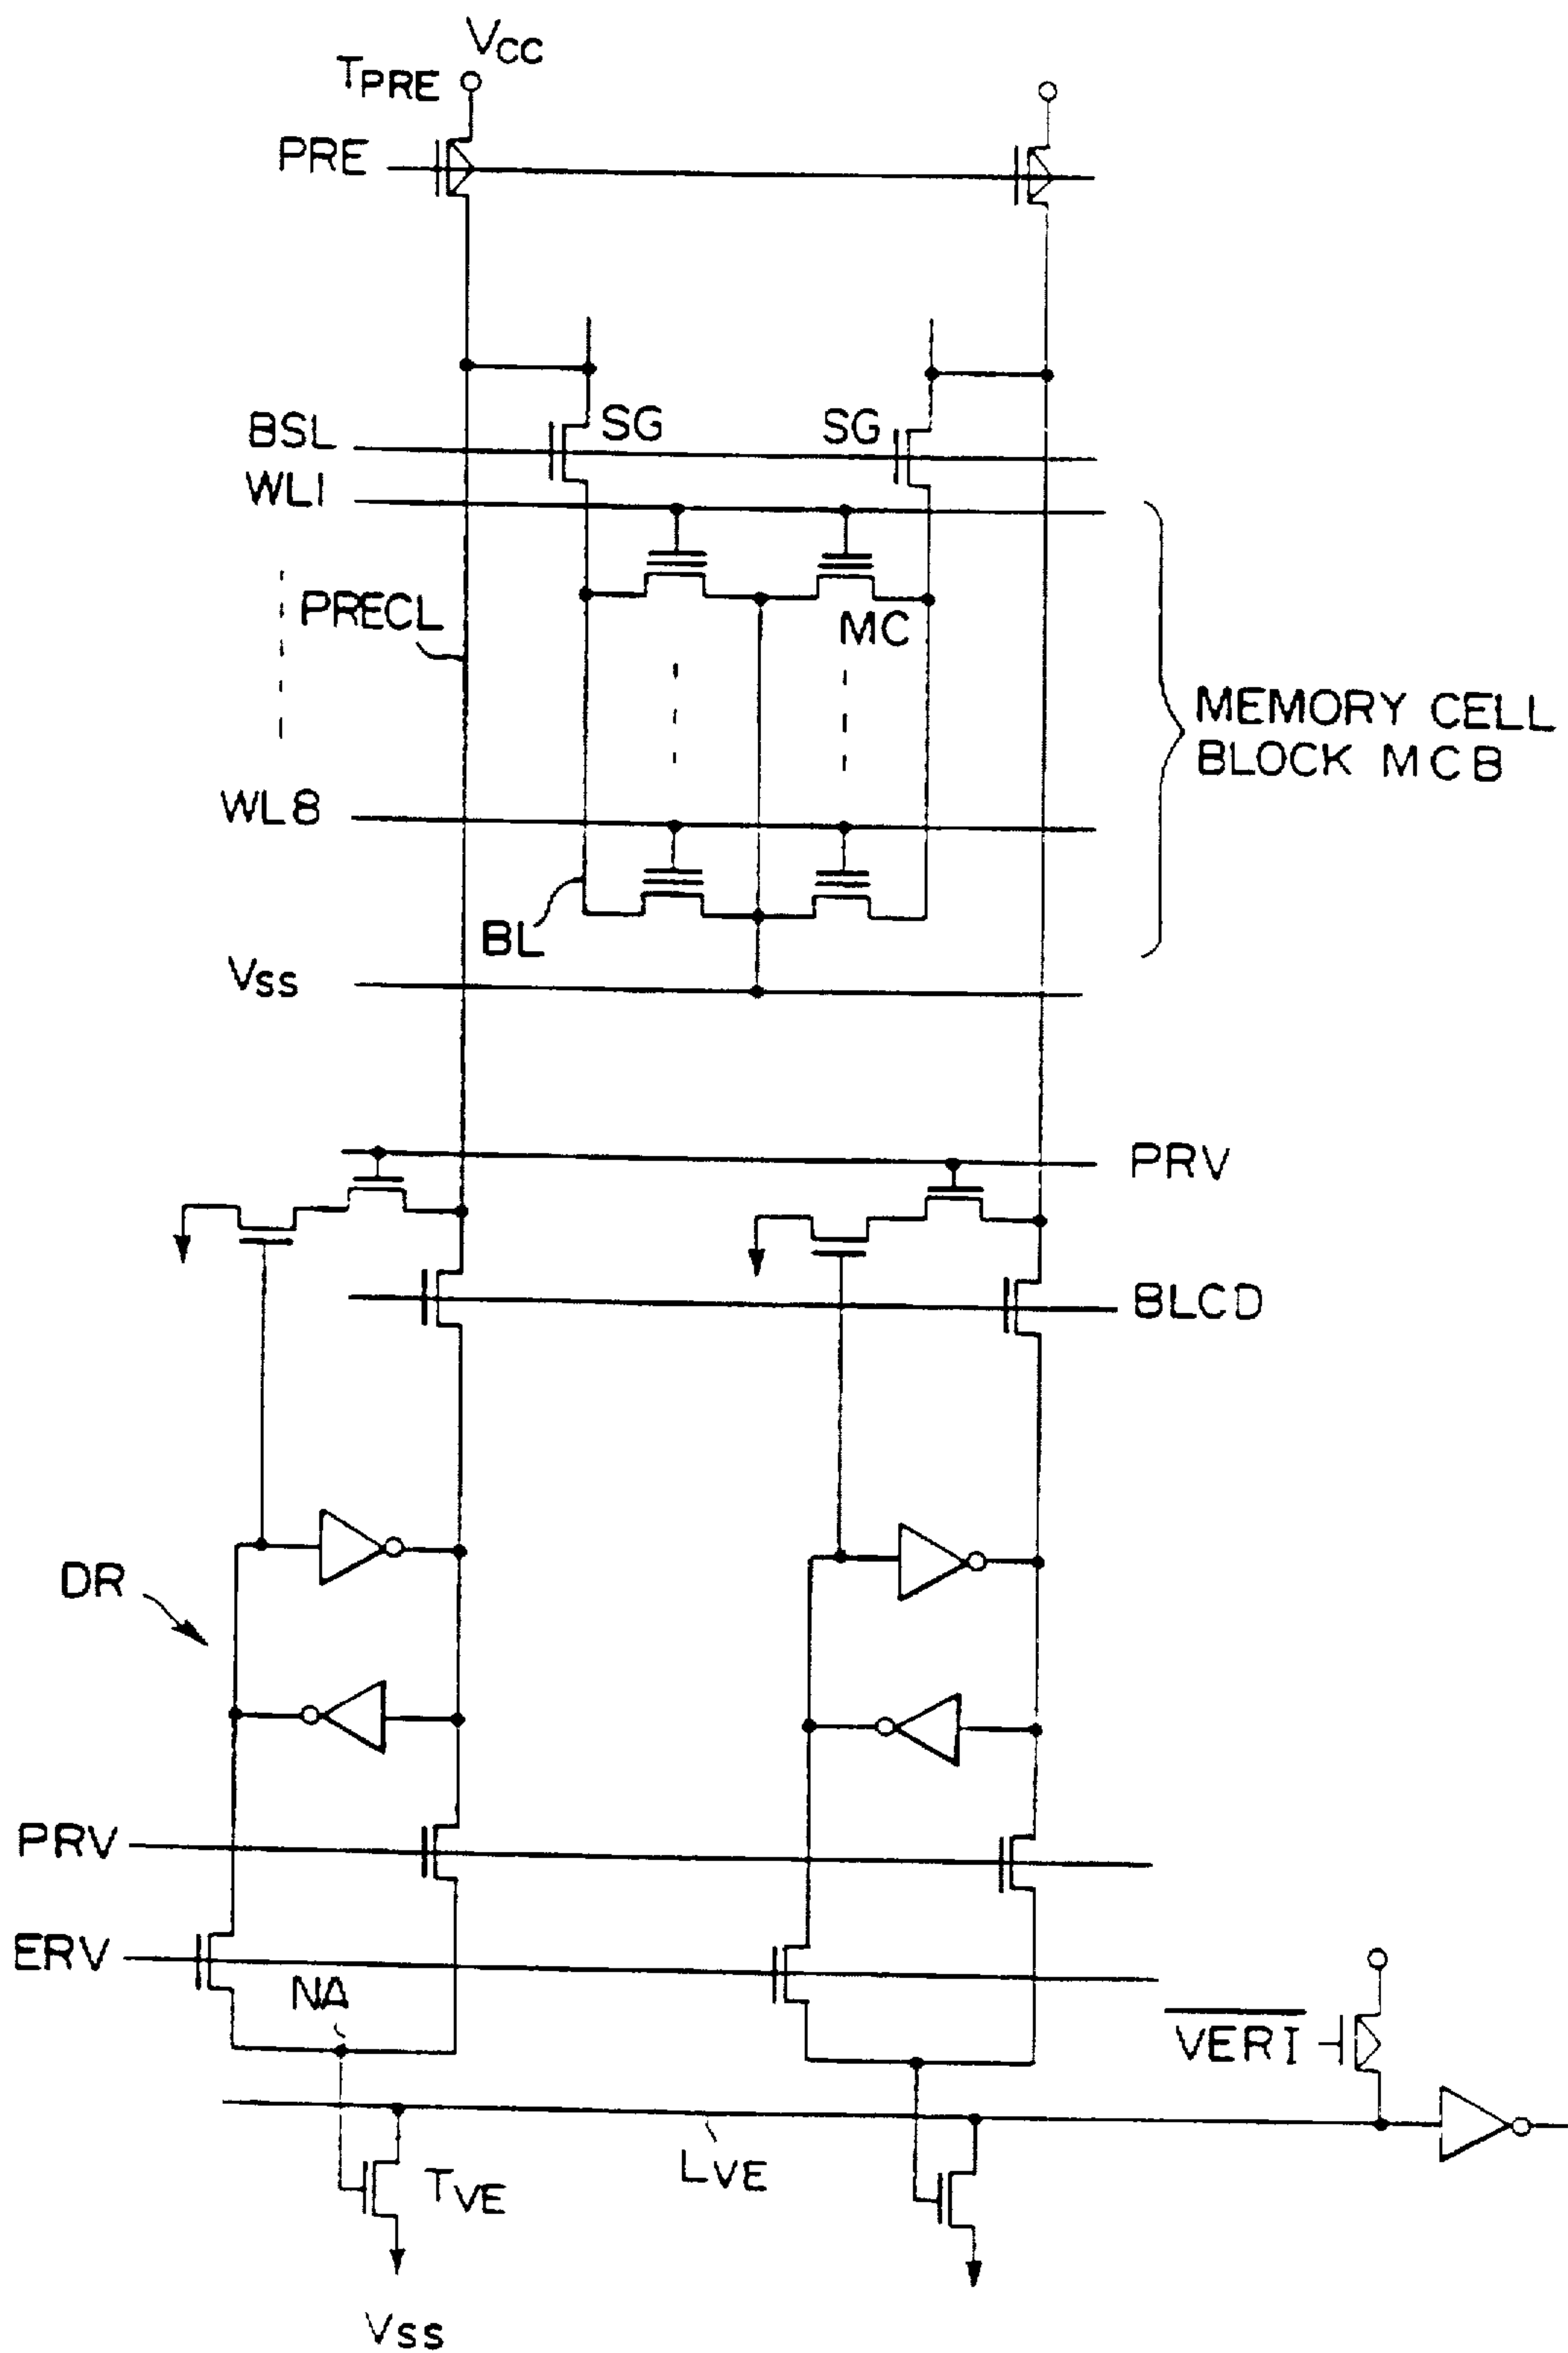 VCC
TPRE
PRE
BSL
SG
SG
WL1
PRECL
MC
MEMORY CELL
BLOCK MCB
WL8
BL
VSS
PRV
BLCD
DR
PRV
ERV
NA
VERI
LVE
TVE
VSS